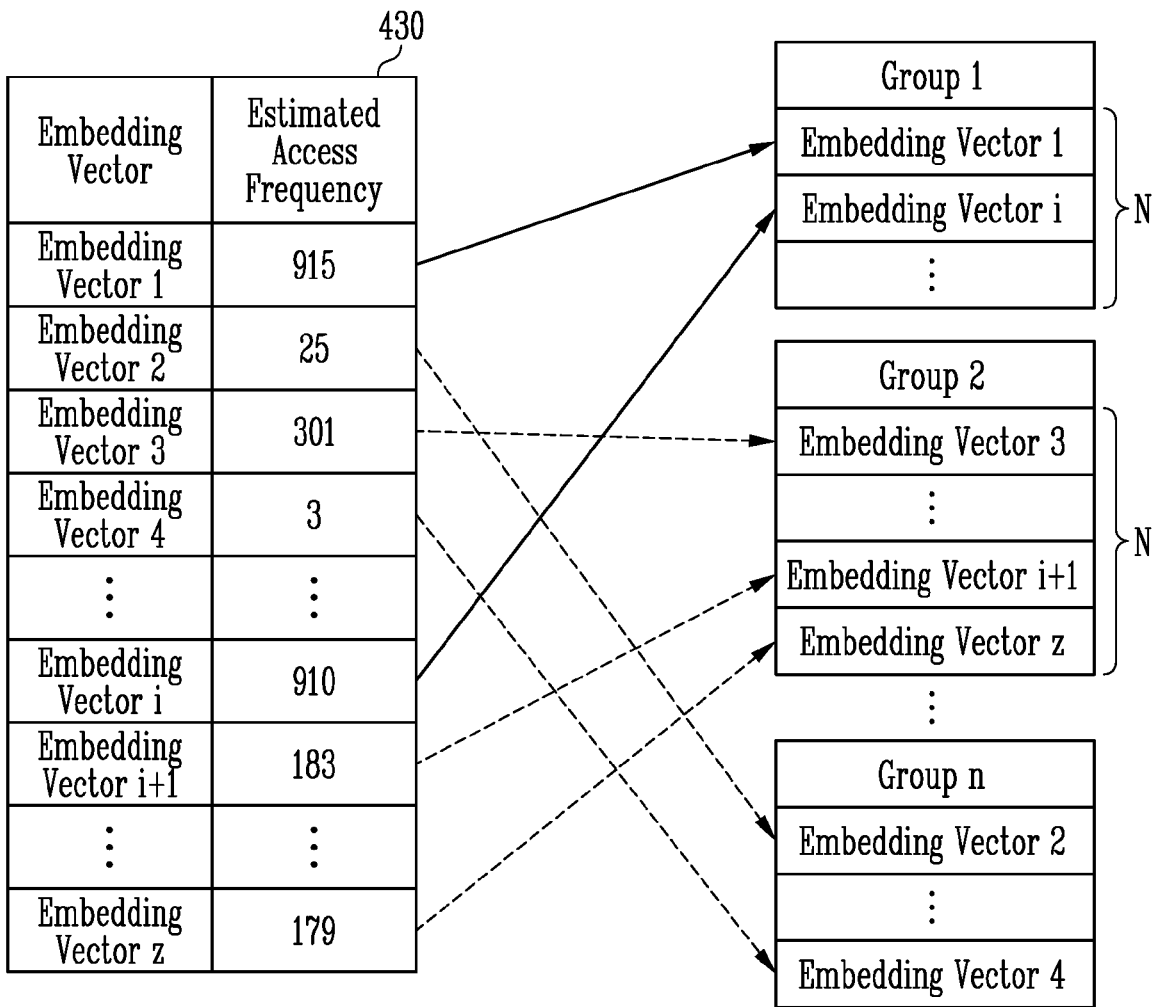 430
Embedding
Vector
Estimated
Access
Frequency
Embedding
Vector 1
915
Embedding
Vector 2
25
Embedding
Vector 3
301
Embedding
Vector 4
3
⋮
⋮
Embedding
Vector i
910
Embedding
Vector i+1
183
⋮
⋮
Embedding
Vector z
179
Group 1
Embedding Vector 1
Embedding Vector i
⋮
N
Group 2
Embedding Vector 3
⋮
Embedding Vector i+1
Embedding Vector z
N
⋮
Group n
Embedding Vector 2
⋮
Embedding Vector 4